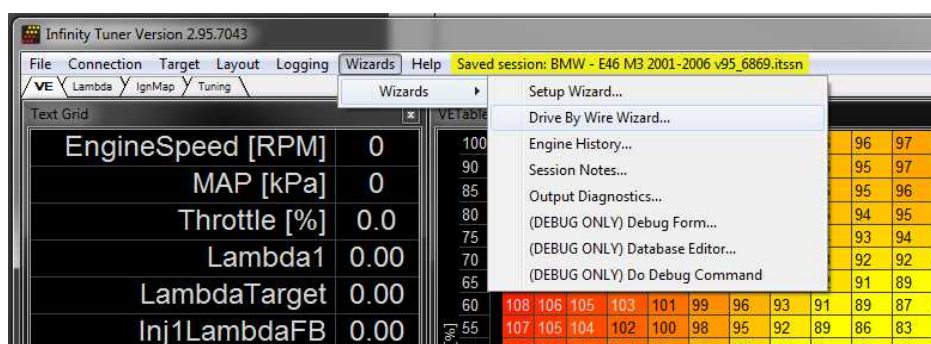 Infinity Tuner Version 2.95.7043
File Connection Target Layout Logging Wizards Help Saved session: BMW - E46 M3 2001-2006 v95_6869.itssn
VE Lambda IgnMap Tuning
Wizards
Setup Wizard...
Drive By Wire Wizard...
Engine History...
Session Notes...
Output Diagnostics...
(DEBUG ONLY) Debug Form...
(DEBUG ONLY) Database Editor...
(DEBUG ONLY) Do Debug Command
Text Grid
EngineSpeed [RPM] 0
MAP [kPa] 0
Throttle [%] 0.0
Lambda1 0.00
LambdaTarget 0.00
Inj1LambdaFB 0.00
VETable
100 96 97
90 95 97
85 95 96
80 94 95
75 93 94
70 92 92
65 91 89
60 108 106 105 103 101 99 96 93 91 89 87
55 107 105 104 102 100 98 95 92 89 86 83
[%]